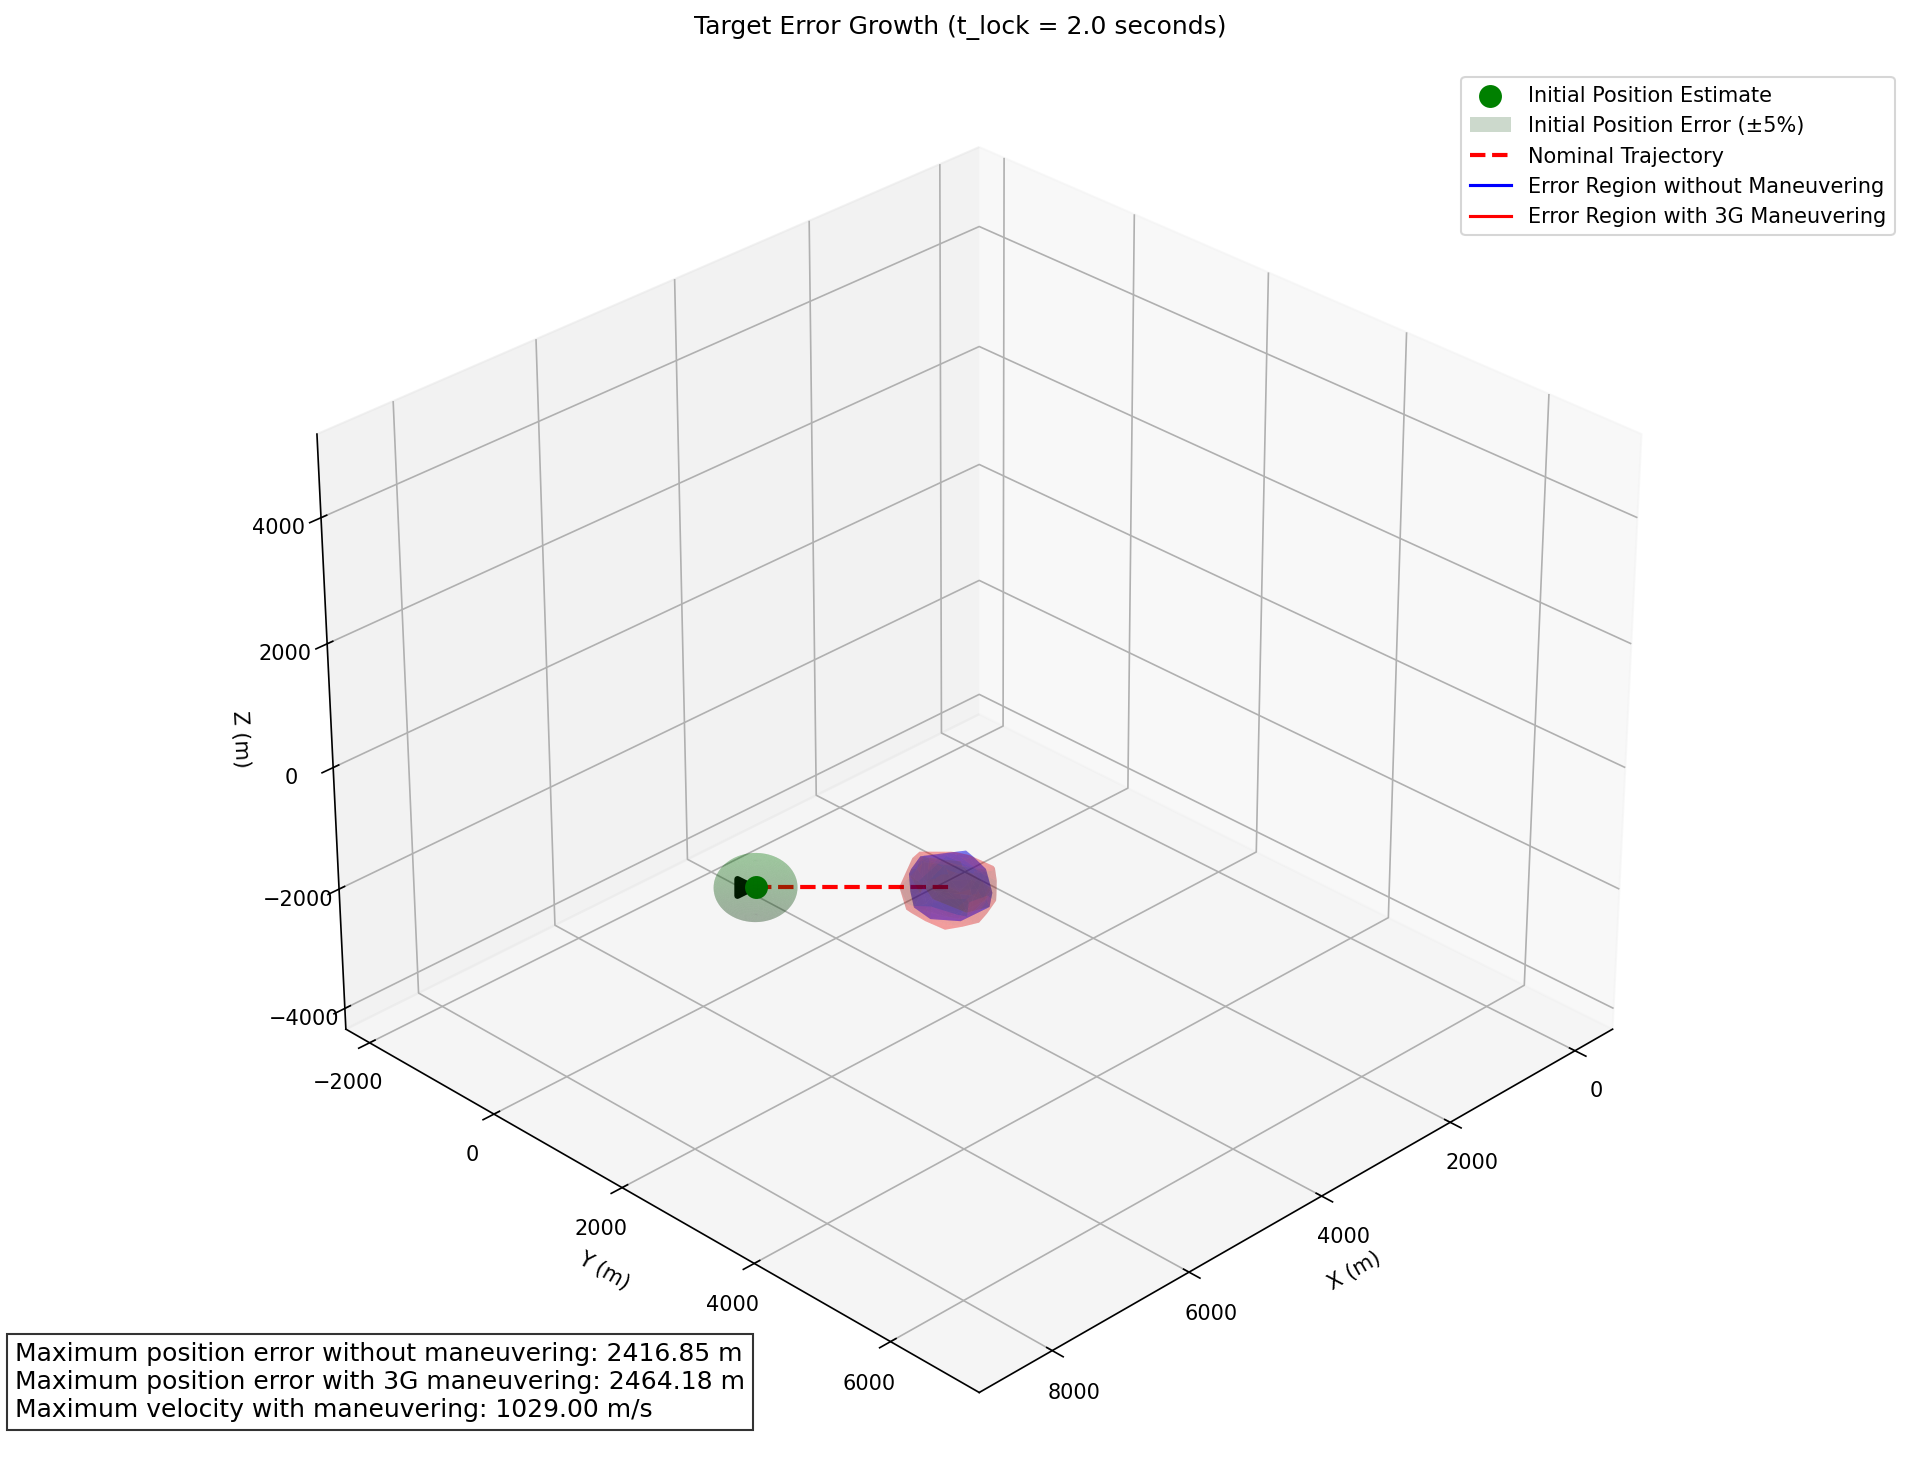 Target Error Growth (t_lock = 2.0 seconds)
Initial Position Estimate
Initial Position Error (±5%)
Nominal Trajectory
Error Region without Maneuvering
Error Region with 3G Maneuvering
4000
2000
0
−2000
−4000
Z (m)
−2000
0
2000
4000
6000
Y (m)
0
2000
4000
6000
8000
X (m)
Maximum position error without maneuvering: 2416.85 m
Maximum position error with 3G maneuvering: 2464.18 m
Maximum velocity with maneuvering: 1029.00 m/s